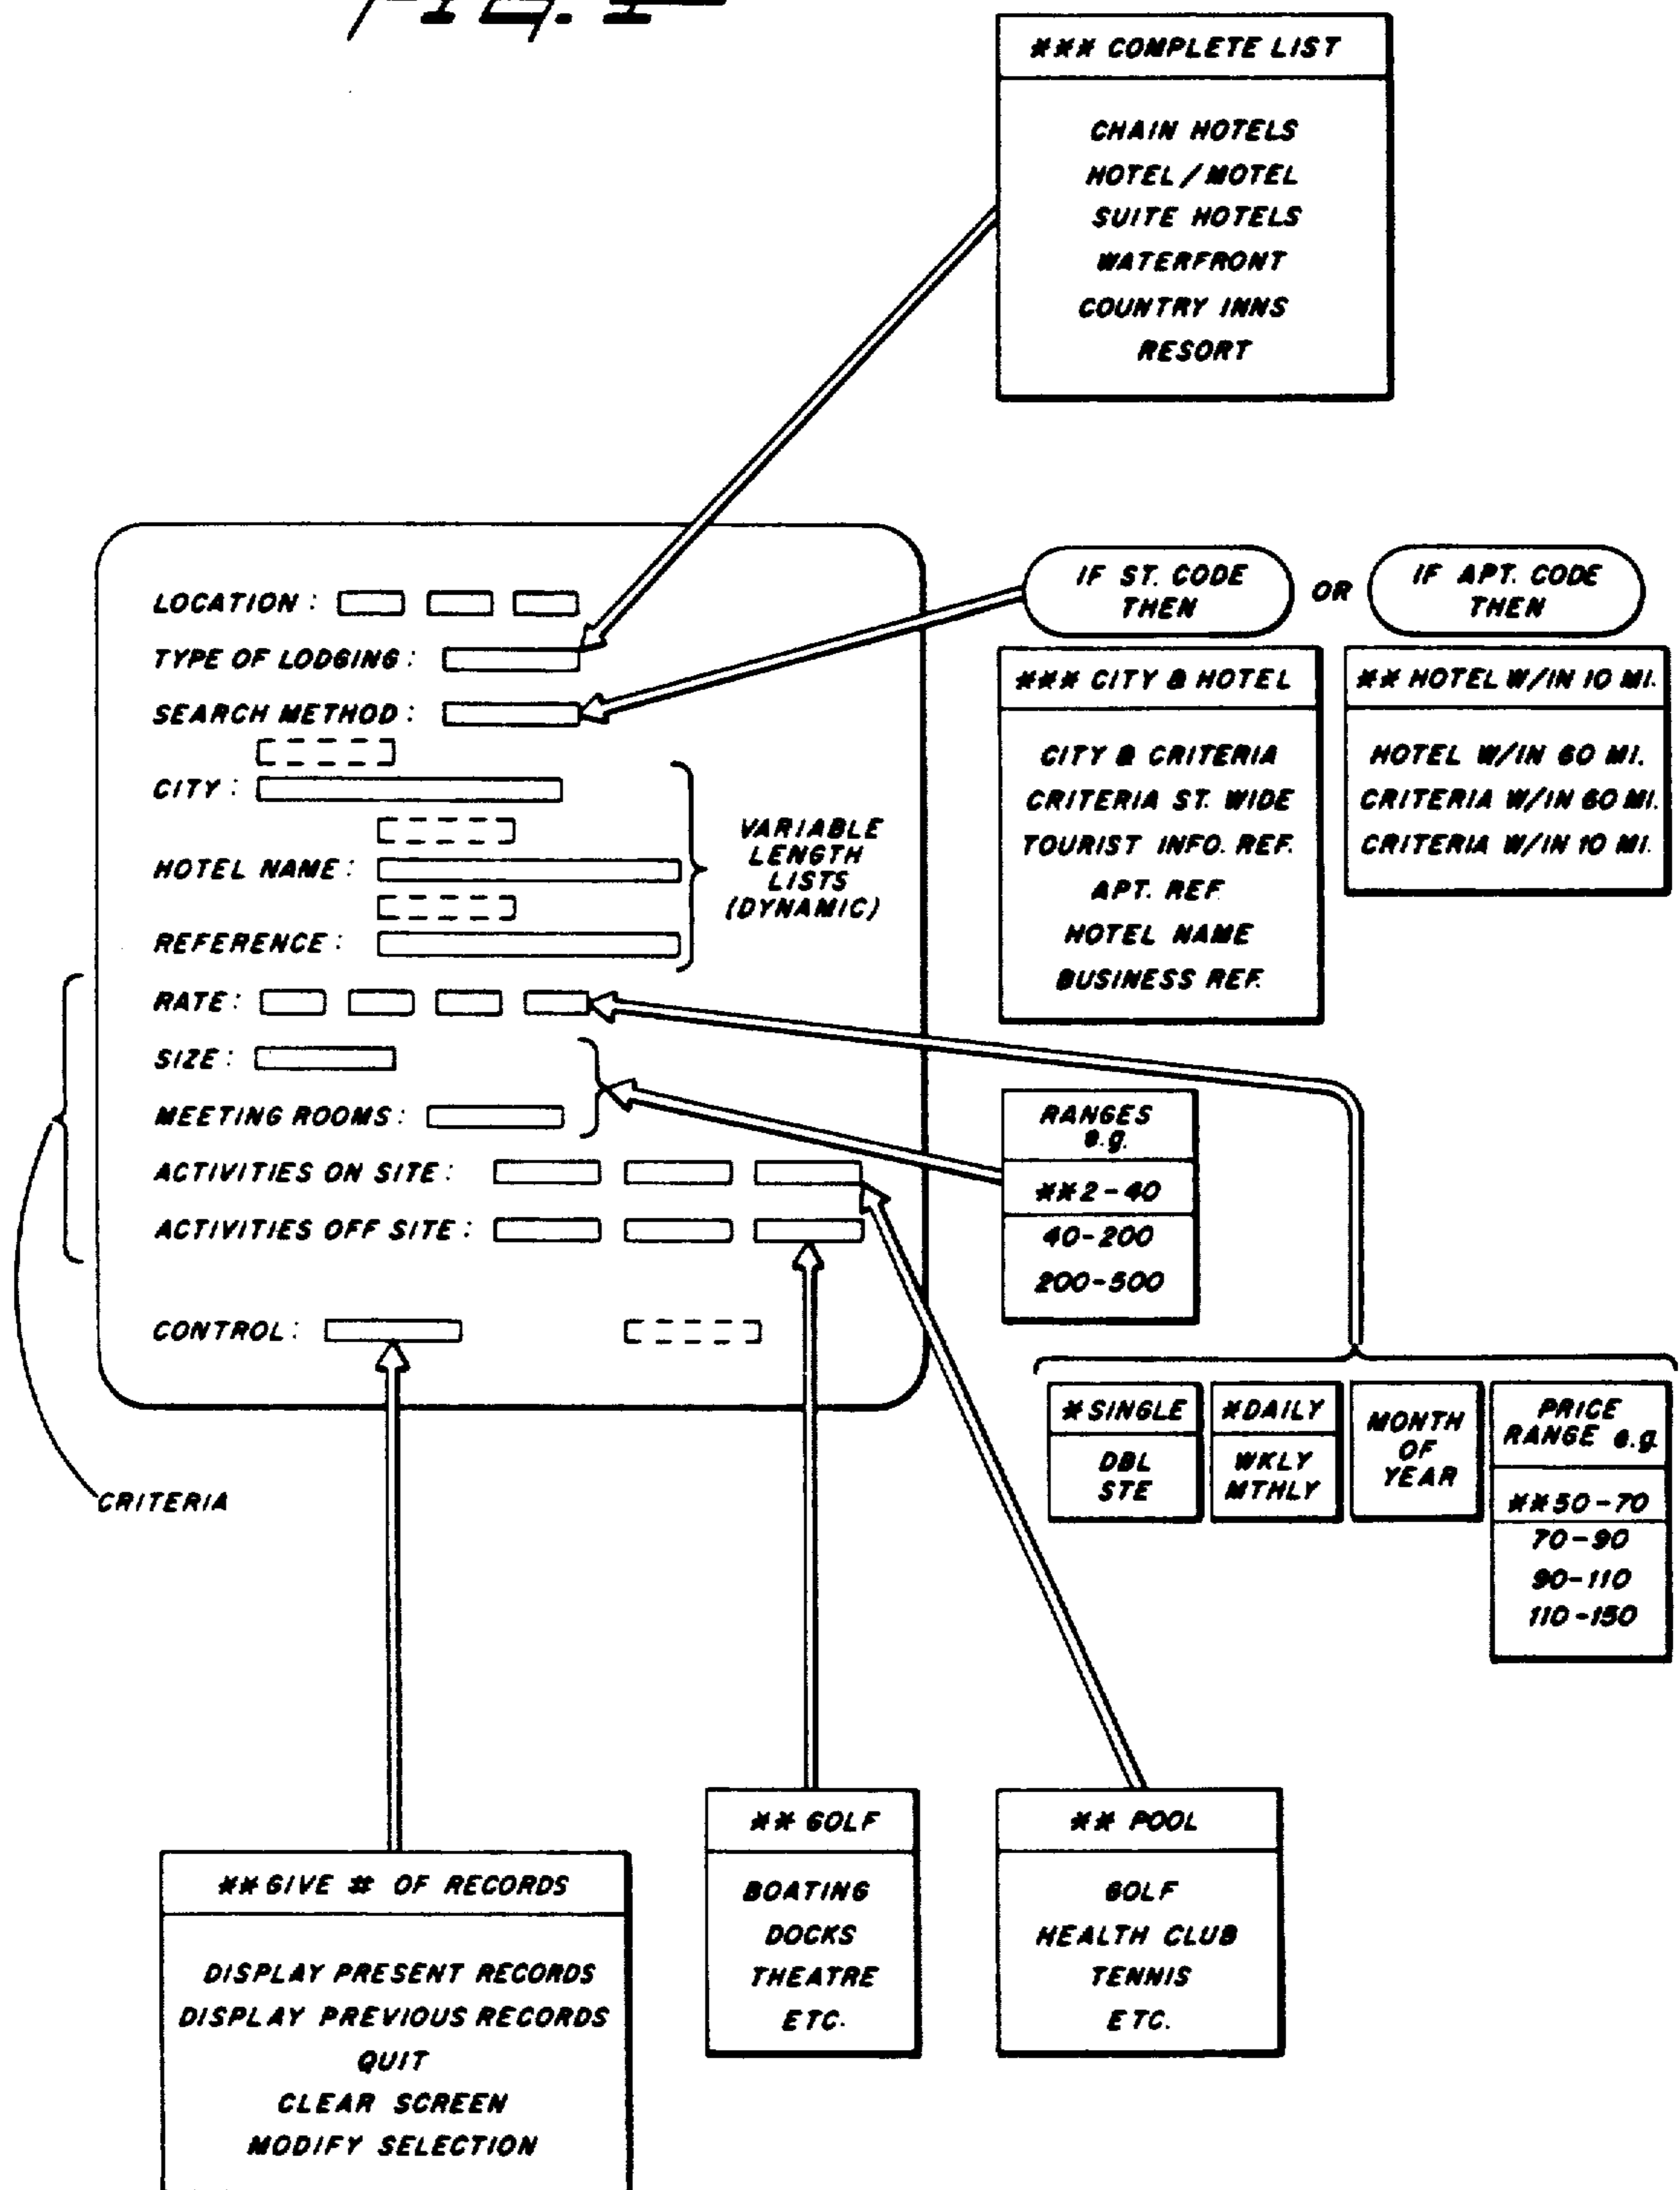 FIG. 1
*** COMPLETE LIST
CHAIN HOTELS
HOTEL/MOTEL
SUITE HOTELS
WATERFRONT
COUNTRY INNS
RESORT
LOCATION:
TYPE OF LODGING:
SEARCH METHOD:
CITY:
HOTEL NAME:
REFERENCE:
VARIABLE
LENGTH
LISTS
(DYNAMIC)
RATE:
SIZE:
MEETING ROOMS:
ACTIVITIES ON SITE:
ACTIVITIES OFF SITE:
CONTROL:
CRITERIA
IF ST. CODE
THEN
OR
IF APT. CODE
THEN
*** CITY & HOTEL
CITY & CRITERIA
CRITERIA ST. WIDE
TOURIST INFO. REF.
APT. REF.
HOTEL NAME
BUSINESS REF.
** HOTEL W/IN 10 MI.
HOTEL W/IN 60 MI.
CRITERIA W/IN 60 MI.
CRITERIA W/IN 10 MI.
RANGES
e.g.
**2-40
40-200
200-500
*SINGLE
DBL
STE
*DAILY
WKLY
MTHLY
MONTH
OF
YEAR
PRICE
RANGE e.g.
**50-70
70-90
90-110
110-150
**GIVE # OF RECORDS
DISPLAY PRESENT RECORDS
DISPLAY PREVIOUS RECORDS
QUIT
CLEAR SCREEN
MODIFY SELECTION
** GOLF
BOATING
DOCKS
THEATRE
ETC.
** POOL
GOLF
HEALTH CLUB
TENNIS
ETC.